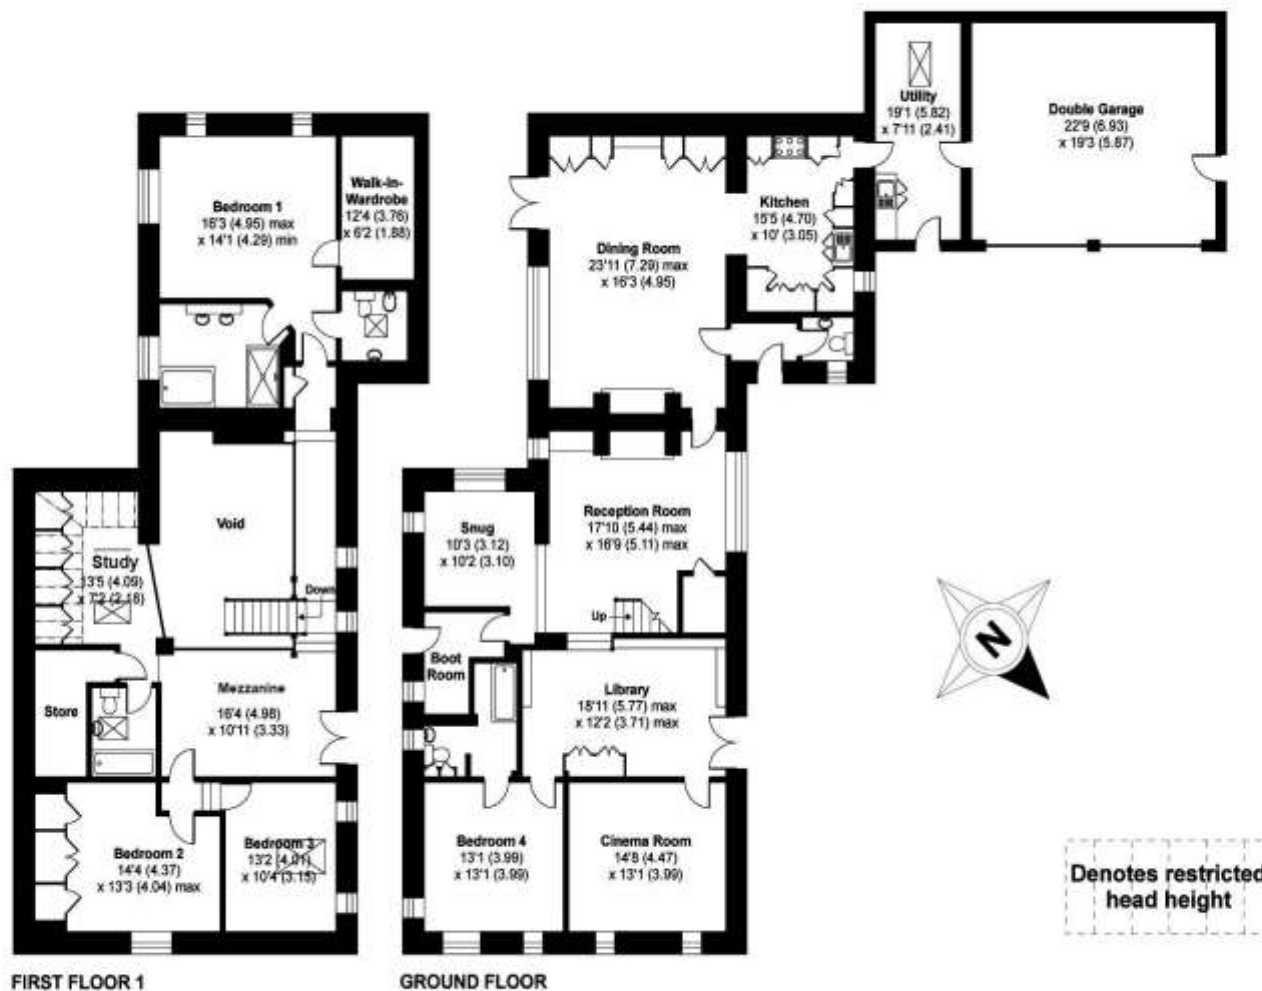 Utility
19'1 (5.82)
x 7'11 (2.41)
Double Garage
22'9 (6.93)
x 19'3 (5.87)
Bedroom 1
16'3 (4.95) max
x 14'1 (4.29) min
Walk-in-
Wardrobe
12'4 (3.76)
x 6'2 (1.88)
Dining Room
23'11 (7.29) max
x 16'3 (4.95)
Kitchen
15'5 (4.70)
x 10' (3.05)
Void
Study
13'5 (4.09)
x 7'2 (2.18)
Down
Snug
10'3 (3.12)
x 10'2 (3.10)
Reception Room
17'10 (5.44) max
x 16'9 (5.11) max
Up
Boot
Room
Store
Mezzanine
16'4 (4.98)
x 10'11 (3.33)
Library
18'11 (5.77) max
x 12'2 (3.71) max
N
Bedroom 2
14'4 (4.37)
x 13'3 (4.04) max
Bedroom 3
13'2 (4.01)
x 10'4 (3.15)
Bedroom 4
13'1 (3.99)
x 13'1 (3.99)
Cinema Room
14'8 (4.47)
x 13'1 (3.99)
Denotes restricted
head height
FIRST FLOOR 1
GROUND FLOOR